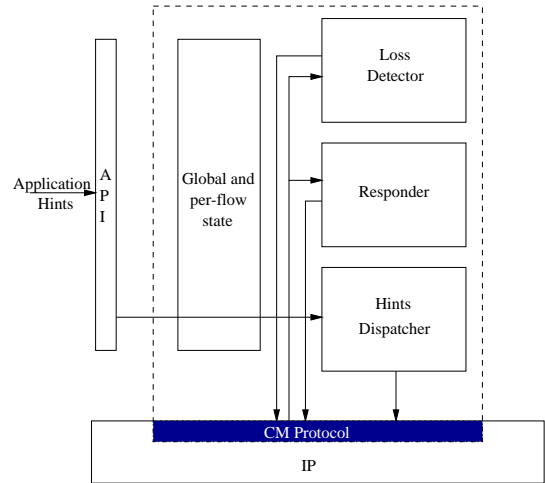 Loss
Detector
Application
Hints
A
P
I
Global and
per-flow
state
Responder
Hints
Dispatcher
CM Protocol
IP